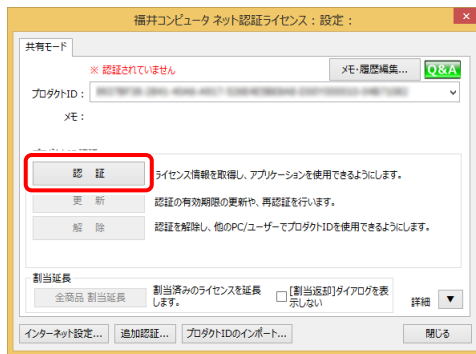 福井コンピュータ ネット認証ライセンス：設定：
共有モード
※ 認証されていません
メモ・履歴編集...
Q&A
プロダクトID：
メモ：
認　証
ライセンス情報を取得し、アプリケーションを使用できるようにします。
更　新
認証の有効期限の更新や、再認証を行います。
解　除
認証を解除し、他のPC/ユーザーでプロダクトIDを使用できるようにします。
割当延長
全商品 割当延長
割当済みのライセンスを延長
します。
[割当返却]ダイアログを表
示しない
詳細 ▼
インターネット設定...
追加認証...
プロダクトIDのインポート...
閉じる